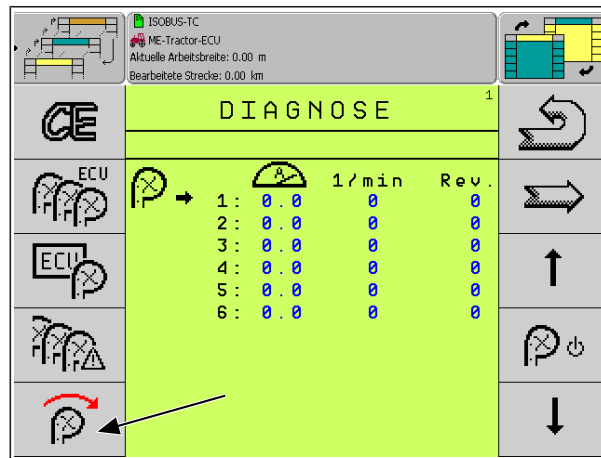 ISOBUS-TC
ME-Tractor-ECU
Aktuelle Arbeitsbreite: 0.00 m
Bearbeitete Strecke: 0.00 km
CE
DIAGNOSE
1
ECU
A
1/min Rev.
1: 0.0 0 0
2: 0.0 0 0
3: 0.0 0 0
4: 0.0 0 0
5: 0.0 0 0
6: 0.0 0 0
ECU